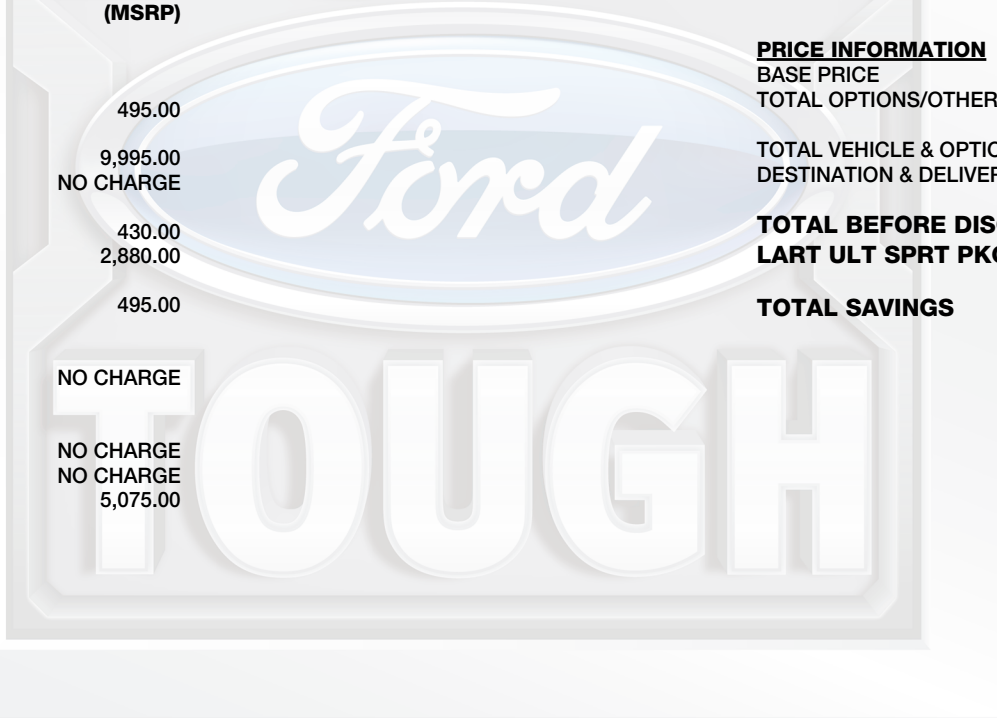 (MSRP)
495.00
9,995.00
NO CHARGE
430.00
2,880.00
495.00
NO CHARGE
NO CHARGE
NO CHARGE
5,075.00
PRICE INFORMATION
BASE PRICE
TOTAL OPTIONS/OTHER
TOTAL VEHICLE & OPTIO
DESTINATION & DELIVER
TOTAL BEFORE DIS
LART ULT SPRT PKG
TOTAL SAVINGS
Ford
TOUGH